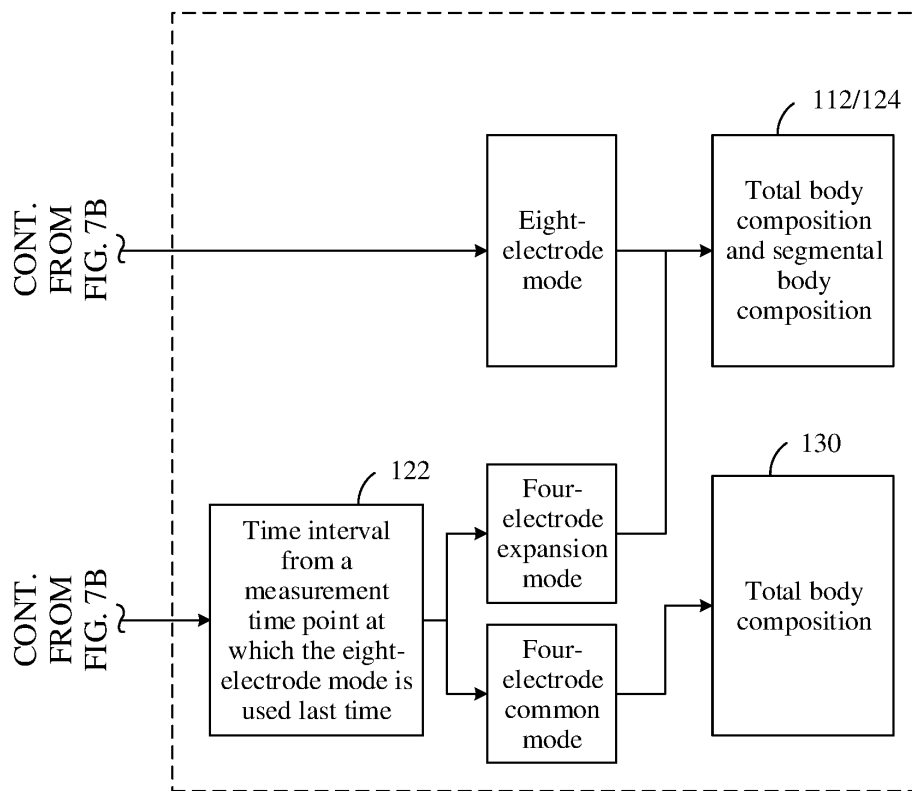 112/124
CONT.
FROM
FIG. 7B
Eight-
electrode
mode
Total body
composition
and segmental
body
composition
130
122
CONT.
FROM
FIG. 7B
Time interval
from a
measurement
time point at
which the eight-
electrode mode is
used last time
Four-
electrode
expansion
mode
Four-
electrode
common
mode
Total body
composition